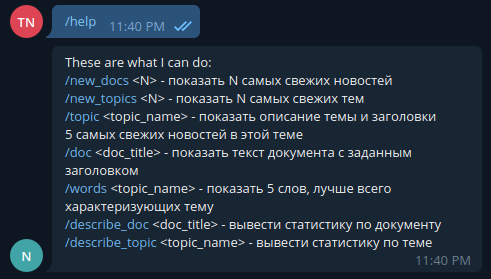 TN
/help
11:40 PM
These are what I can do:
/new_docs <N> - показать N самых свежих новостей
/new_topics <N> - показать N самых свежих тем
/topic <topic_name> - показать описание темы и заголовки
5 самых свежих новостей в этой теме
/doc <doc_title> - показать текст документа с заданным
заголовком
/words <topic_name> - показать 5 слов, лучше всего
характеризующих тему
/describe_doc <doc_title> - вывести статистику по документу
/describe_topic <topic_name> - вывести статистику по теме
N
11:40 PM